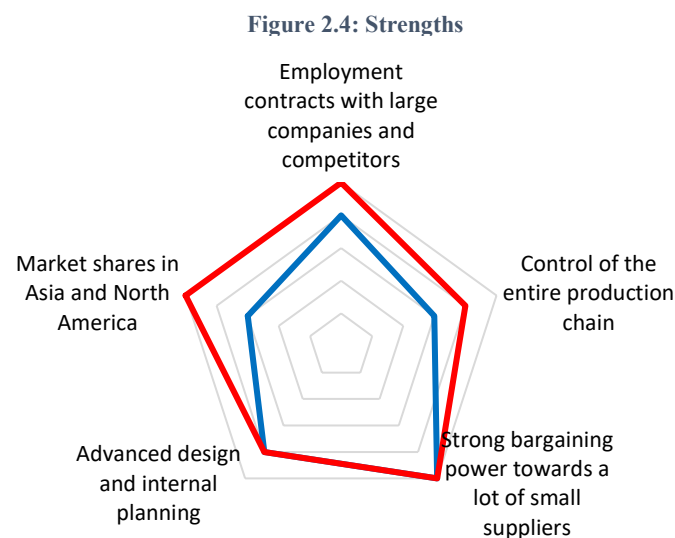 Figure 2.4: Strengths
Employment
contracts with large
companies and
competitors
Market shares in
Asia and North
America
Control of the
entire production
chain
Advanced design
and internal
planning
Strong bargaining
power towards a
lot of small
suppliers